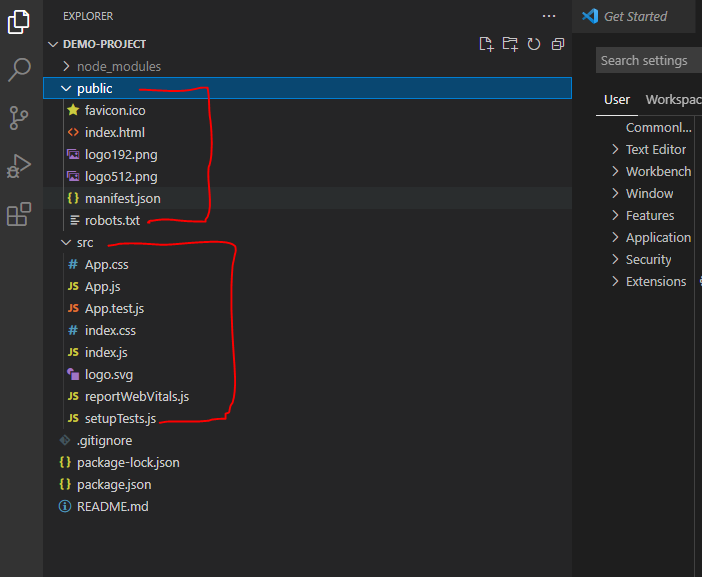 EXPLORER
Get Started
DEMO-PROJECT
Search settings
node_modules
public
User Workspac
favicon.ico
index.html
Commonl...
logo192.png
Text Editor
logo512.png
Workbench
manifest.json
Window
robots.txt
Features
src
Application
App.css
Security
App.js
Extensions
App.test.js
index.css
index.js
logo.svg
reportWebVitals.js
setupTests.js
.gitignore
package-lock.json
package.json
README.md